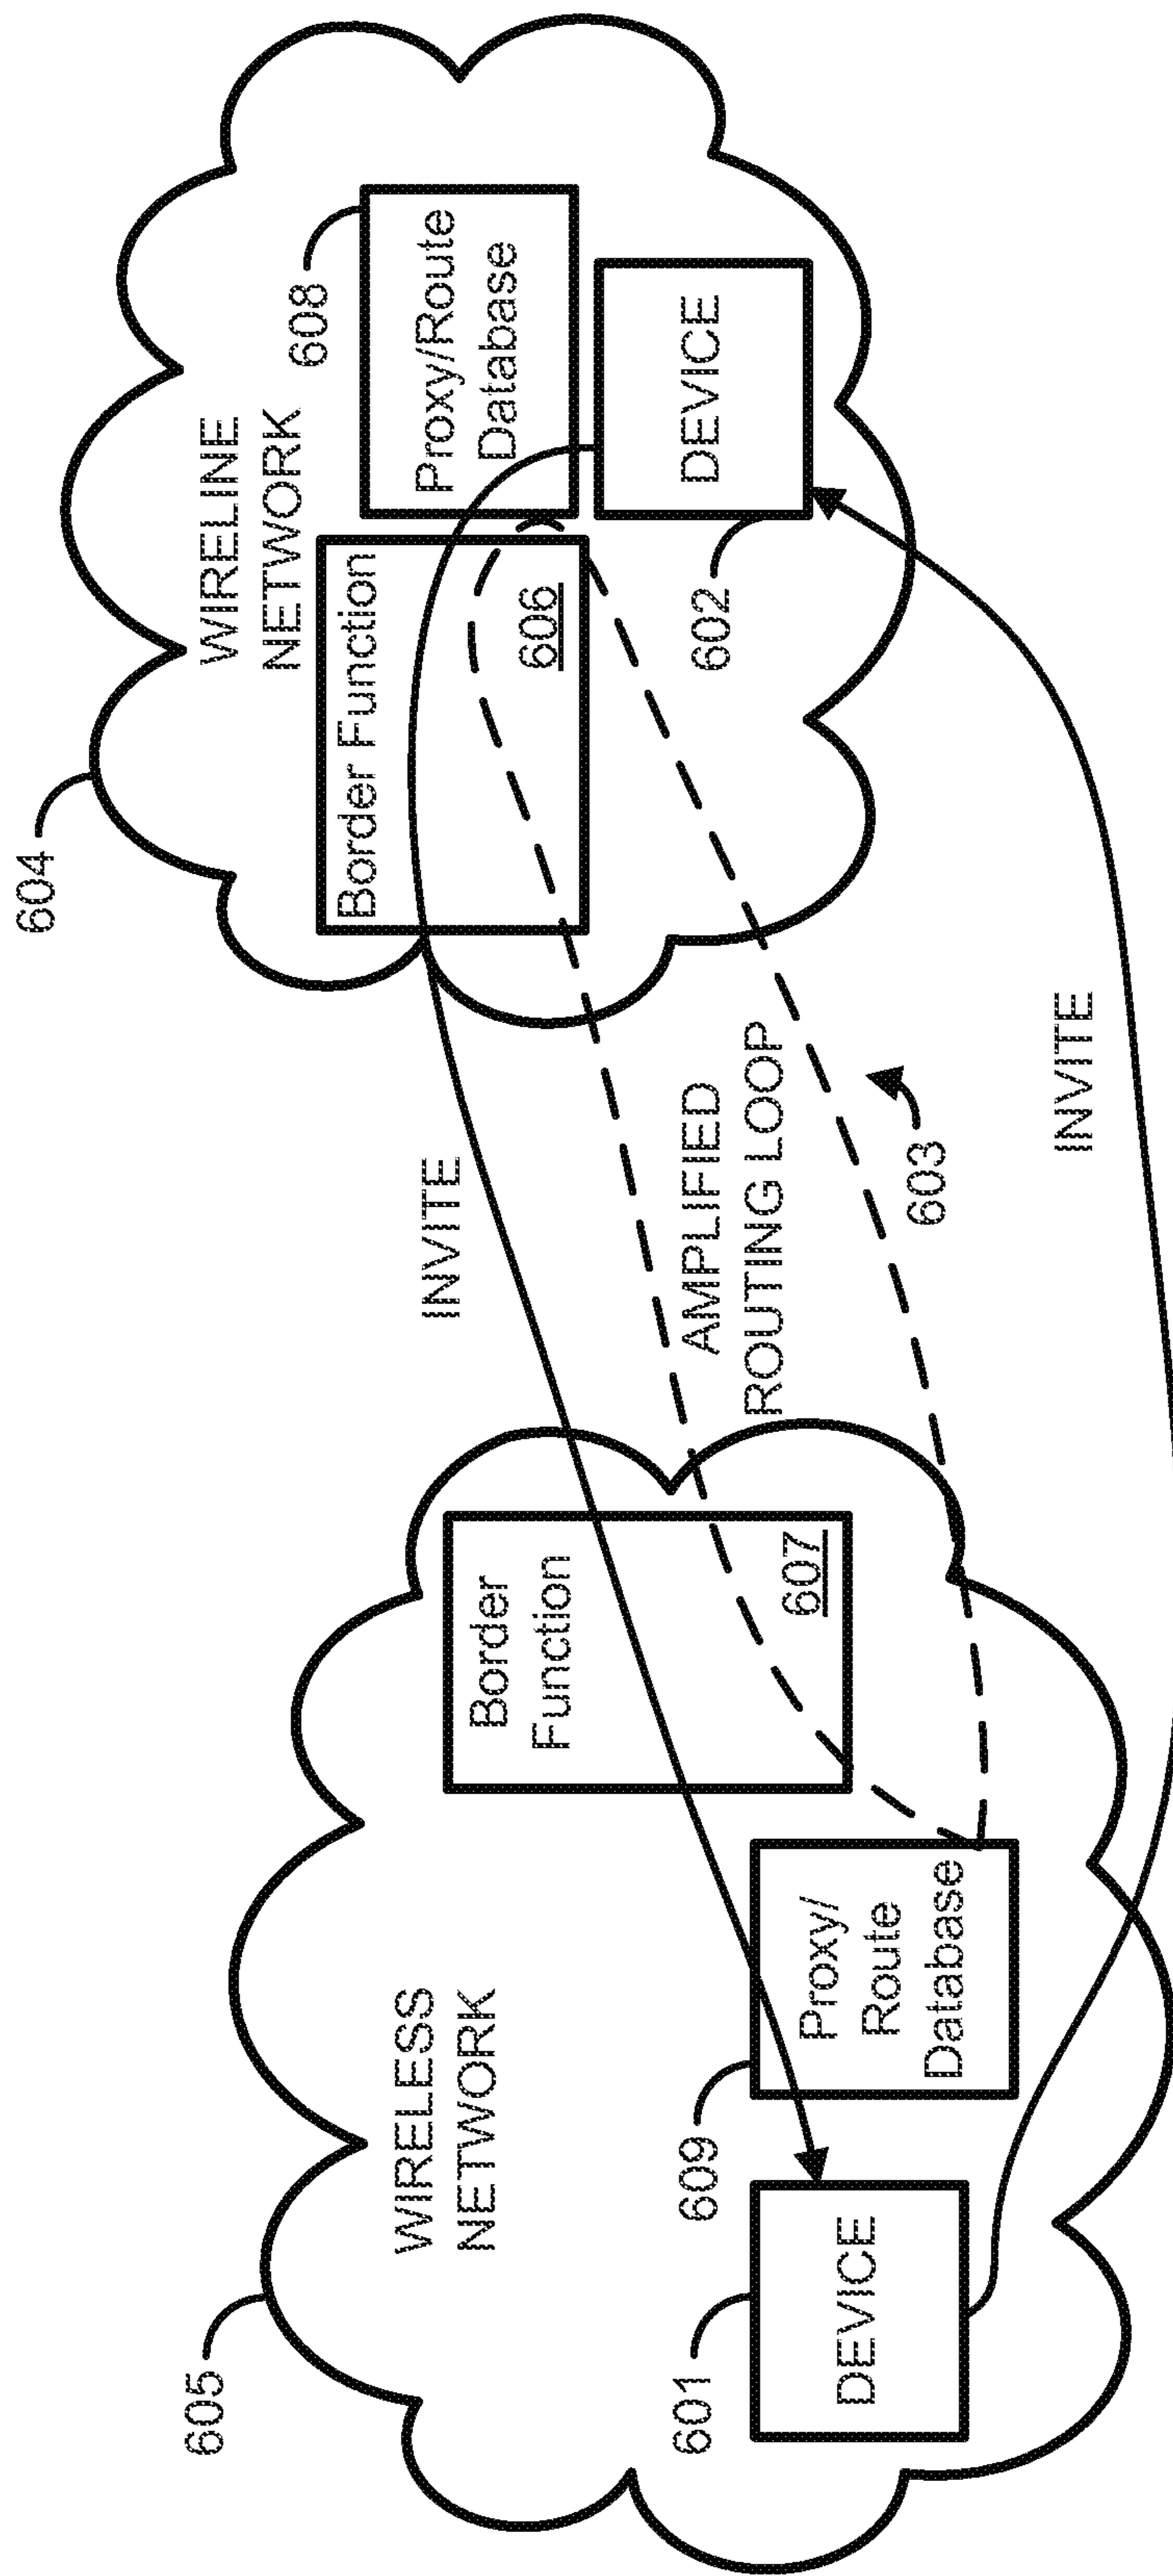 605
WIRELESS
NETWORK
601
DEVICE
609
Proxy/
Route
Database
Border
Function
607
INVITE
AMPLIFIED
ROUTING LOOP
603
INVITE
604
WIRELINE
NETWORK
Border Function
606
608
Proxy/Route
Database
602
DEVICE